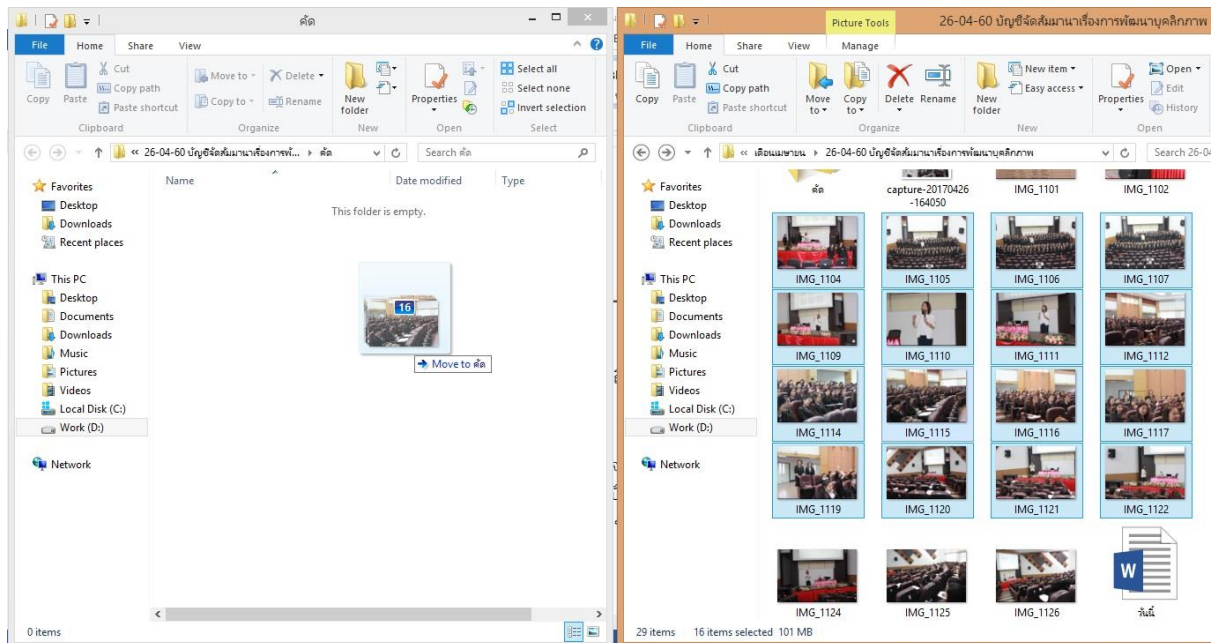 คัด
File Home Share View
Copy
Paste
Cut
Copy path
Paste shortcut
Clipboard
Move to
Copy to
Delete
Rename
Organize
New folder
New
Properties
Open
Select all
Select none
Invert selection
Select
« 26-04-60 บัญชีจัดสัมมานาเรื่องการพั... คัด
Search คัด
Name Date modified Type
This folder is empty.
Favorites
Desktop
Downloads
Recent places
This PC
Desktop
Documents
Downloads
Music
Pictures
Videos
Local Disk (C:)
Work (D:)
Network
16
Move to คัด
0 items
Picture Tools
26-04-60 บัญชีจัดสัมมานาเรื่องการพัฒนาบุคลิกภาพ
File Home Share View Manage
Copy
Paste
Cut
Copy path
Paste shortcut
Clipboard
Move to
Copy to
Delete
Rename
Organize
New folder
New item
Easy access
New
Properties
Open
Edit
History
Open
« เดือนเมษายน 26-04-60 บัญชีจัดสัมมานาเรื่องการพัฒนาบุคลิกภาพ
Search 26-04
Favorites
Desktop
Downloads
Recent places
This PC
Desktop
Documents
Downloads
Music
Pictures
Videos
Local Disk (C:)
Work (D:)
Network
คัด
capture-20170426
-164050
IMG_1101
IMG_1102
IMG_1104 IMG_1105 IMG_1106 IMG_1107
IMG_1109 IMG_1110 IMG_1111 IMG_1112
IMG_1114 IMG_1115 IMG_1116 IMG_1117
IMG_1119 IMG_1120 IMG_1121 IMG_1122
W
IMG_1124 IMG_1125 IMG_1126 วันนี้
29 items 16 items selected 101 MB